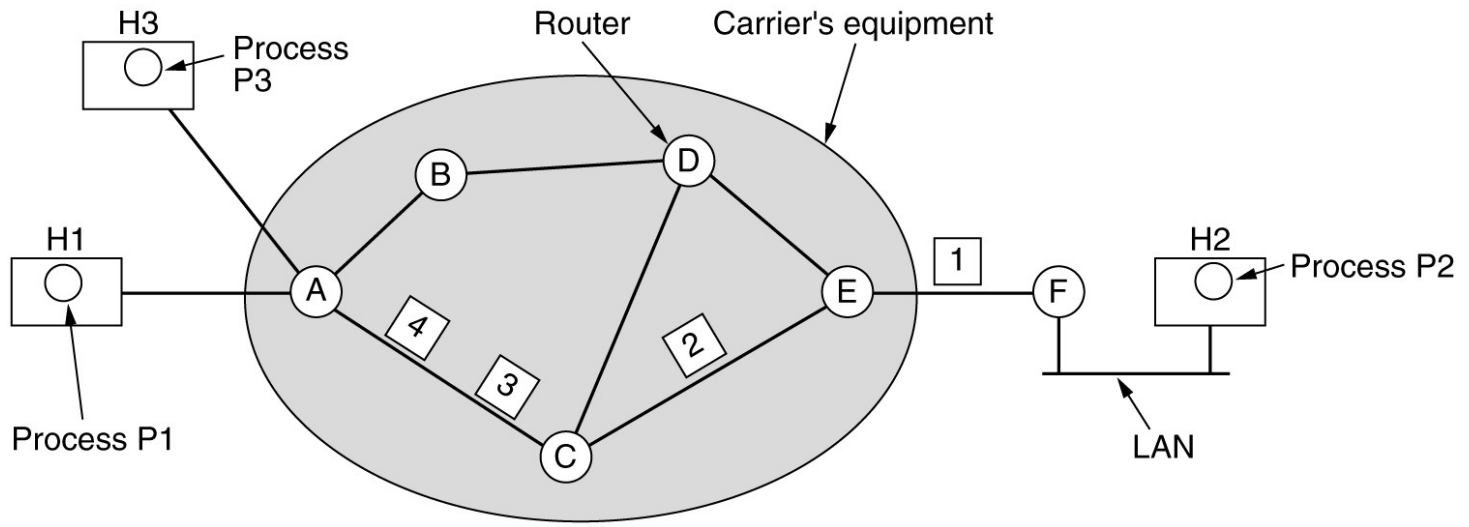 H3
Process
P3
Router
Carrier's equipment
B
D
H1
A
E
1
F
H2
Process P2
4
3
2
C
Process P1
LAN